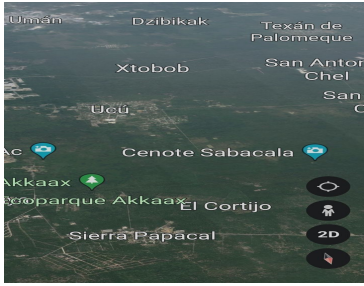 Umán
Dzibikak
Texán de
Palomeque
Xtobob
San Anton
Chel
San
Ucú
Ac
Cenote Sabacala
Akkaax
Ecoparque Akkaax
El Cortijo
Sierra Papacal
2D